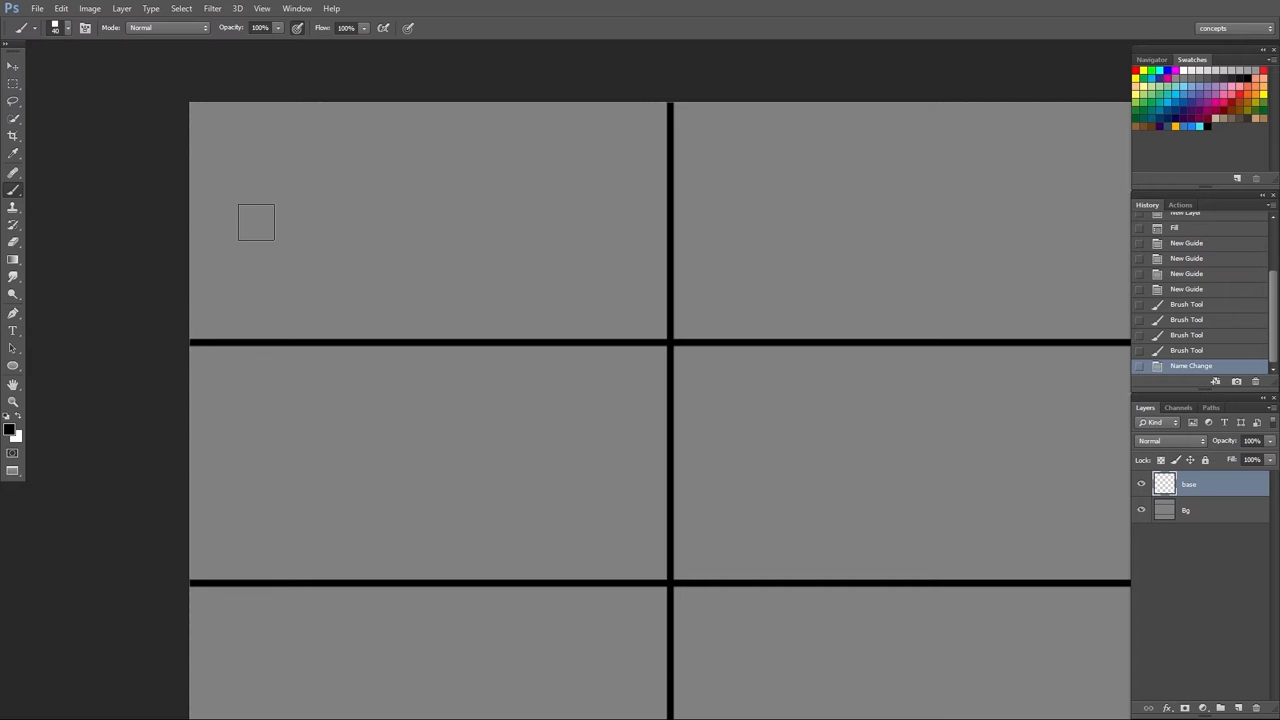 Ps File Edit Image Layer Type Select Filter 3D View Window Help
40 Mode: Normal Opacity: 100% Flow: 100% concepts
Navigator Swatches
History Actions
New Layer
Fill
New Guide
New Guide
New Guide
New Guide
Brush Tool
Brush Tool
Brush Tool
Brush Tool
Name Change
Layers Channels Paths
Kind
Normal Opacity: 100%
Lock: Fill: 100%
base
Bg